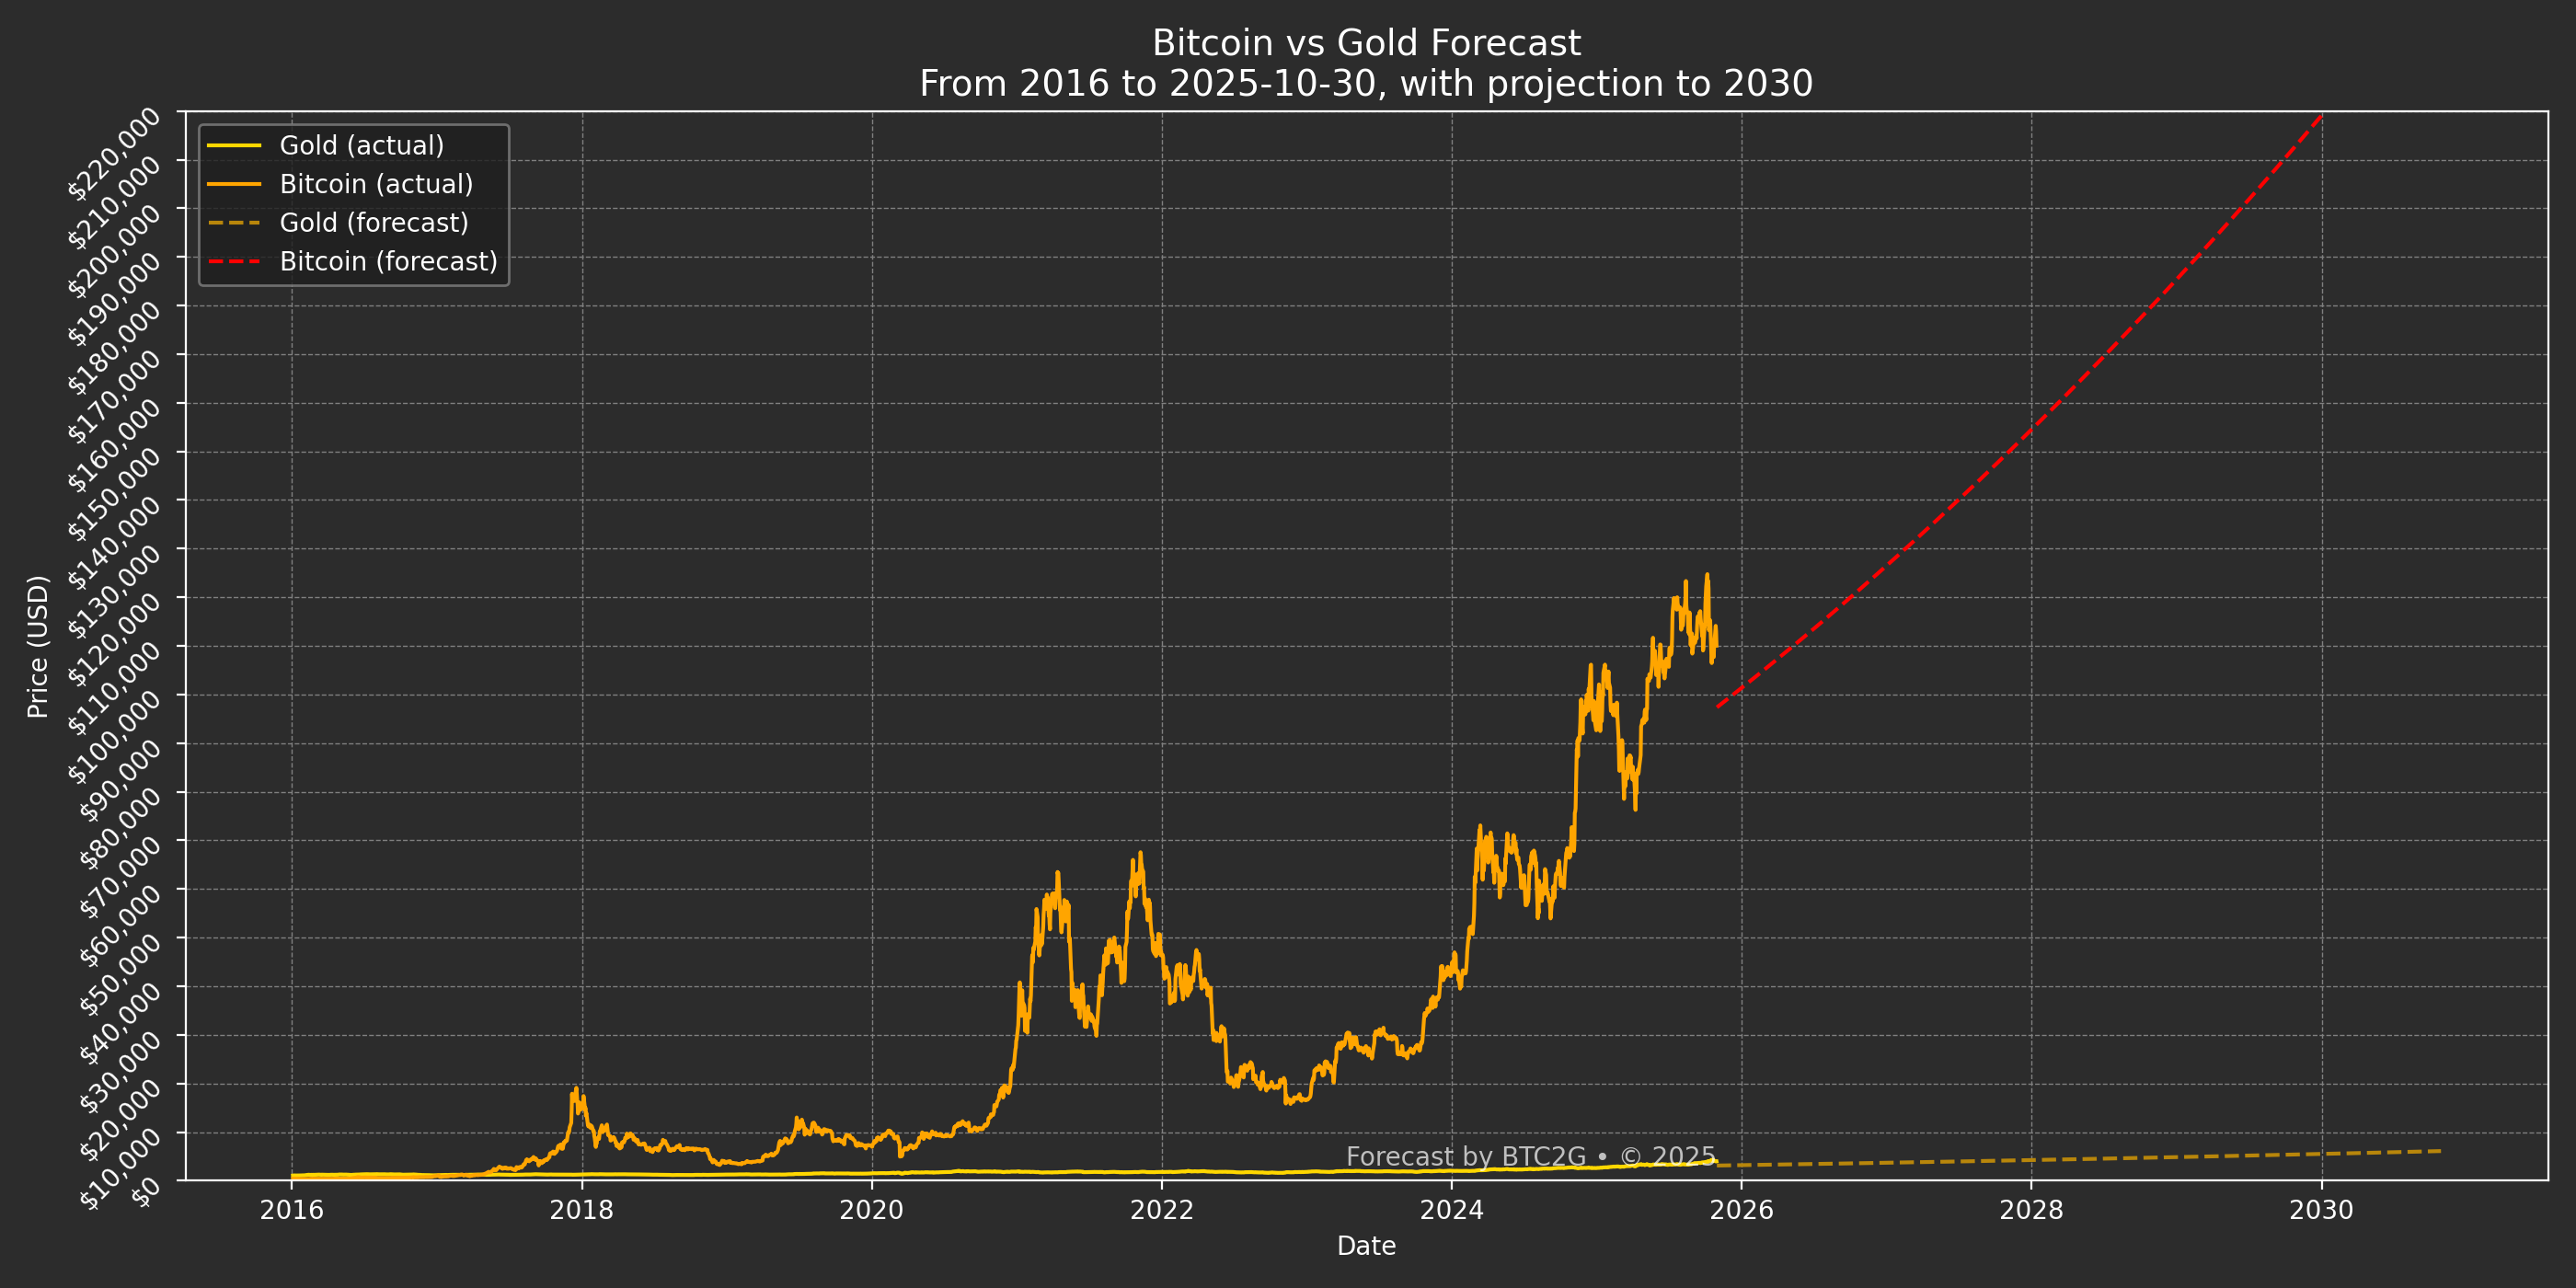 Bitcoin vs Gold Forecast
From 2016 to 2025-10-30, with projection to 2030
Gold (actual)
Bitcoin (actual)
Gold (forecast)
Bitcoin (forecast)
$220,000
$210,000
$200,000
$190,000
$180,000
$170,000
$160,000
$150,000
$140,000
$130,000
$120,000
$110,000
$100,000
$90,000
$80,000
$70,000
$60,000
$50,000
$40,000
$30,000
$20,000
$10,000
$0
Price (USD)
Forecast by BTC2G • © 2025
2016 2018 2020 2022 2024 2026 2028 2030
Date